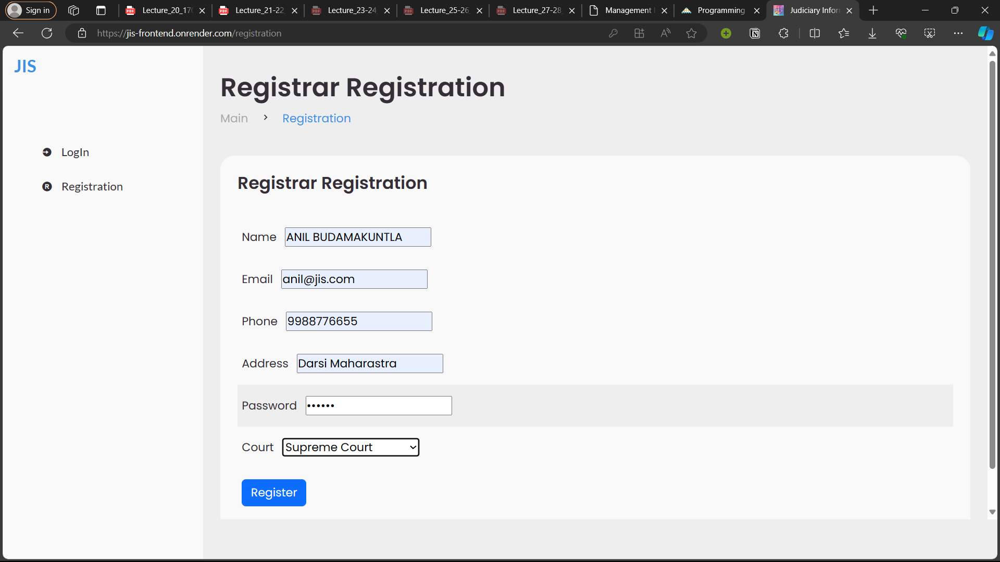 Sign in
Lecture_20_17
Lecture_21-22
Lecture_23-24
Lecture_25-26
Lecture_27-28
Management
Programming
Judiciary Infor
https://jis-frontend.onrender.com/registration
JIS
LogIn
Registration
Registrar Registration
Main > Registration
Registrar Registration
Name ANIL BUDAMAKUNTLA
Email anil@jis.com
Phone 9988776655
Address Darsi Maharastra
Password ••••••
Court Supreme Court
Register